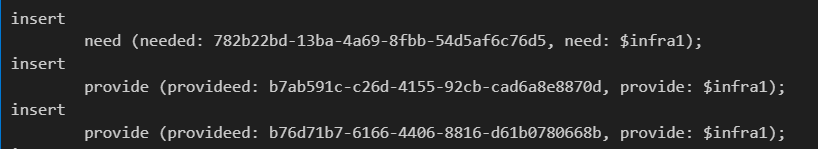 insert
need (needed: 782b22bd-13ba-4a69-8fbb-54d5af6c76d5, need: $infra1);
insert
provide (provideed: b7ab591c-c26d-4155-92cb-cad6a8e8870d, provide: $infra1);
insert
provide (provideed: b76d71b7-6166-4406-8816-d61b0780668b, provide: $infra1);